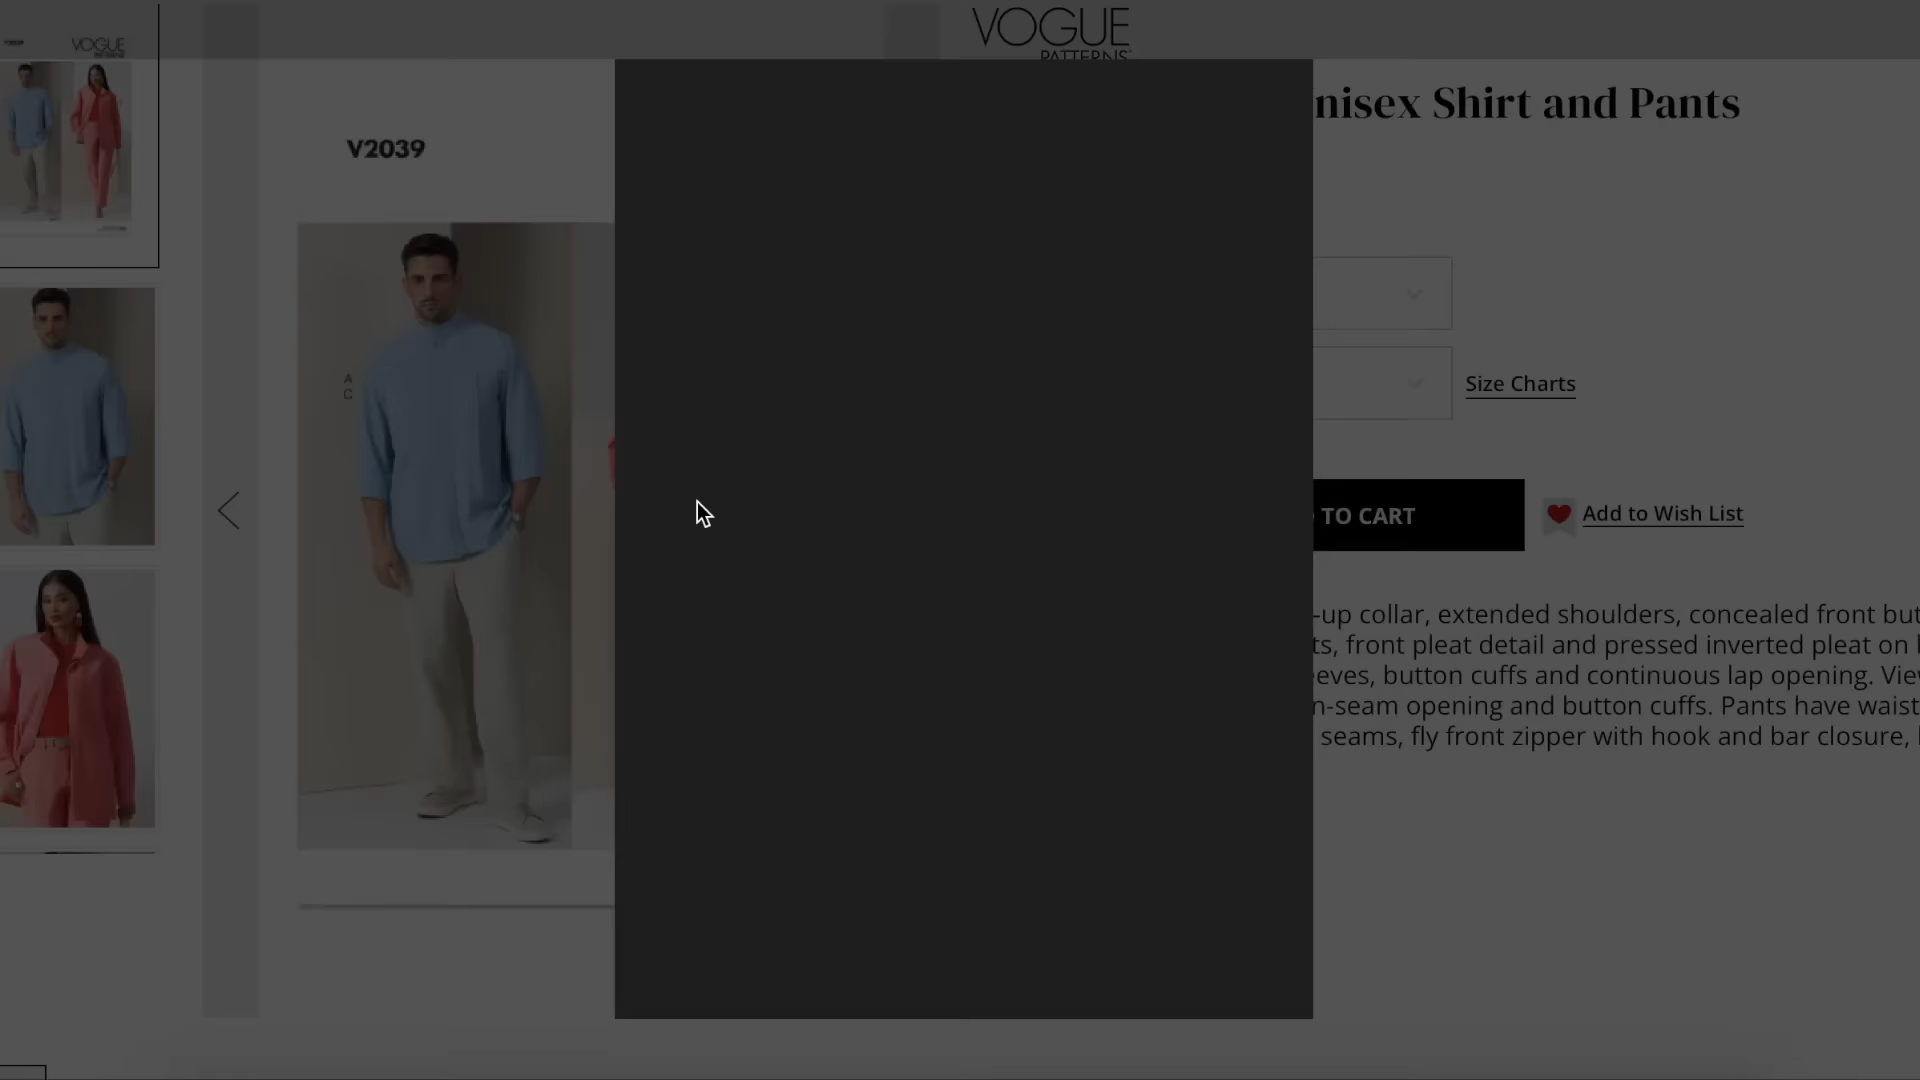 VOGUE
PATTERNS
VOGUE
PATTERNS
nisex Shirt and Pants
V2039
A
C
Size Charts
TO CART
Add to Wish List
-up collar, extended shoulders, concealed front but
ts, front pleat detail and pressed inverted pleat on
eeves, button cuffs and continuous lap opening. Vie
n-seam opening and button cuffs. Pants have waist
seams, fly front zipper with hook and bar closure,